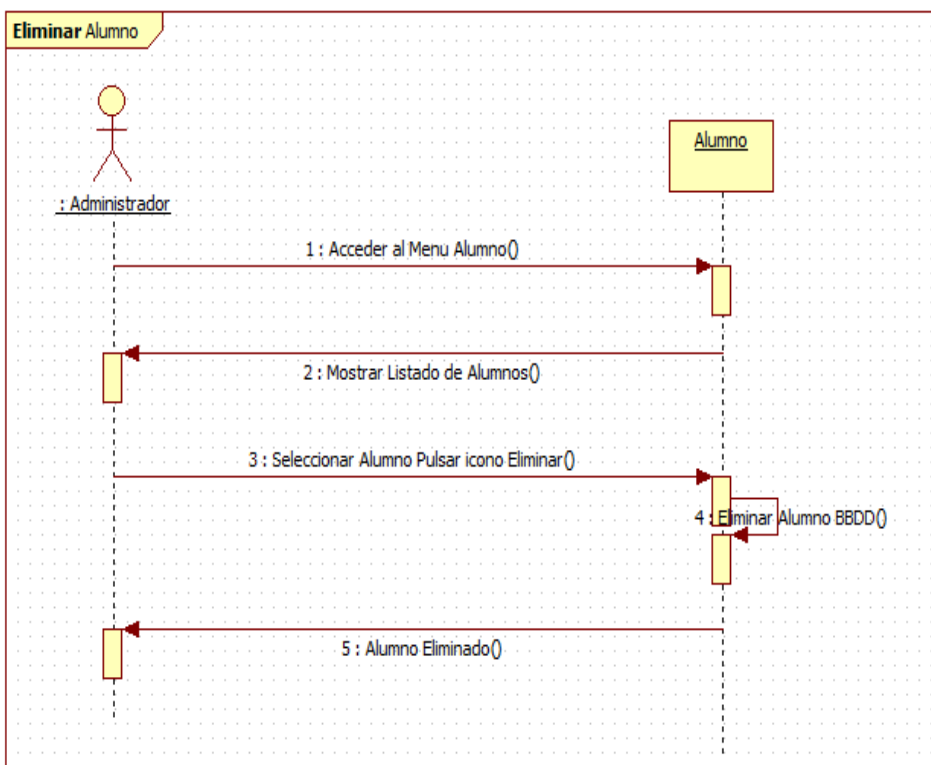 Eliminar Alumno
: Administrador
Alumno
1 : Acceder al Menu Alumno()
2 : Mostrar Listado de Alumnos()
3 : Seleccionar Alumno Pulsar icono Eliminar()
4 : Eliminar Alumno BBDD()
5 : Alumno Eliminado()